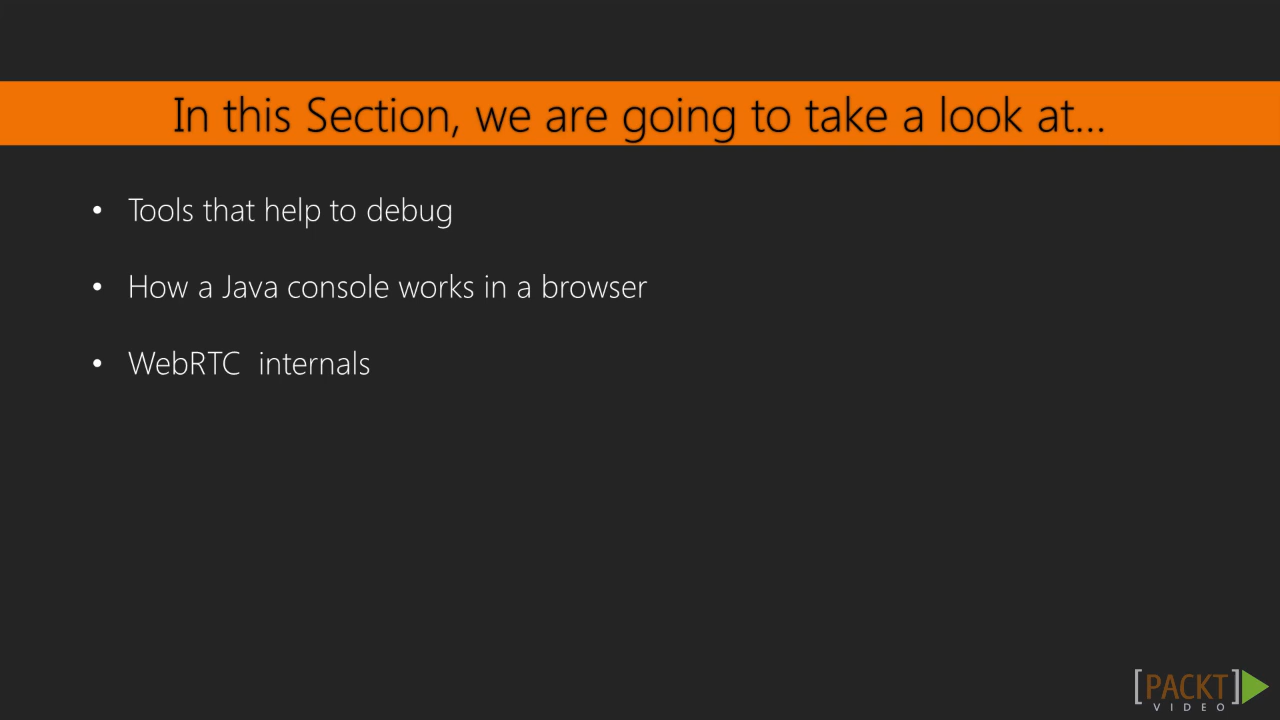 In this Section, we are going to take a look at...
• Tools that help to debug
• How a Java console works in a browser
• WebRTC  internals
[PACKT]
VIDEO